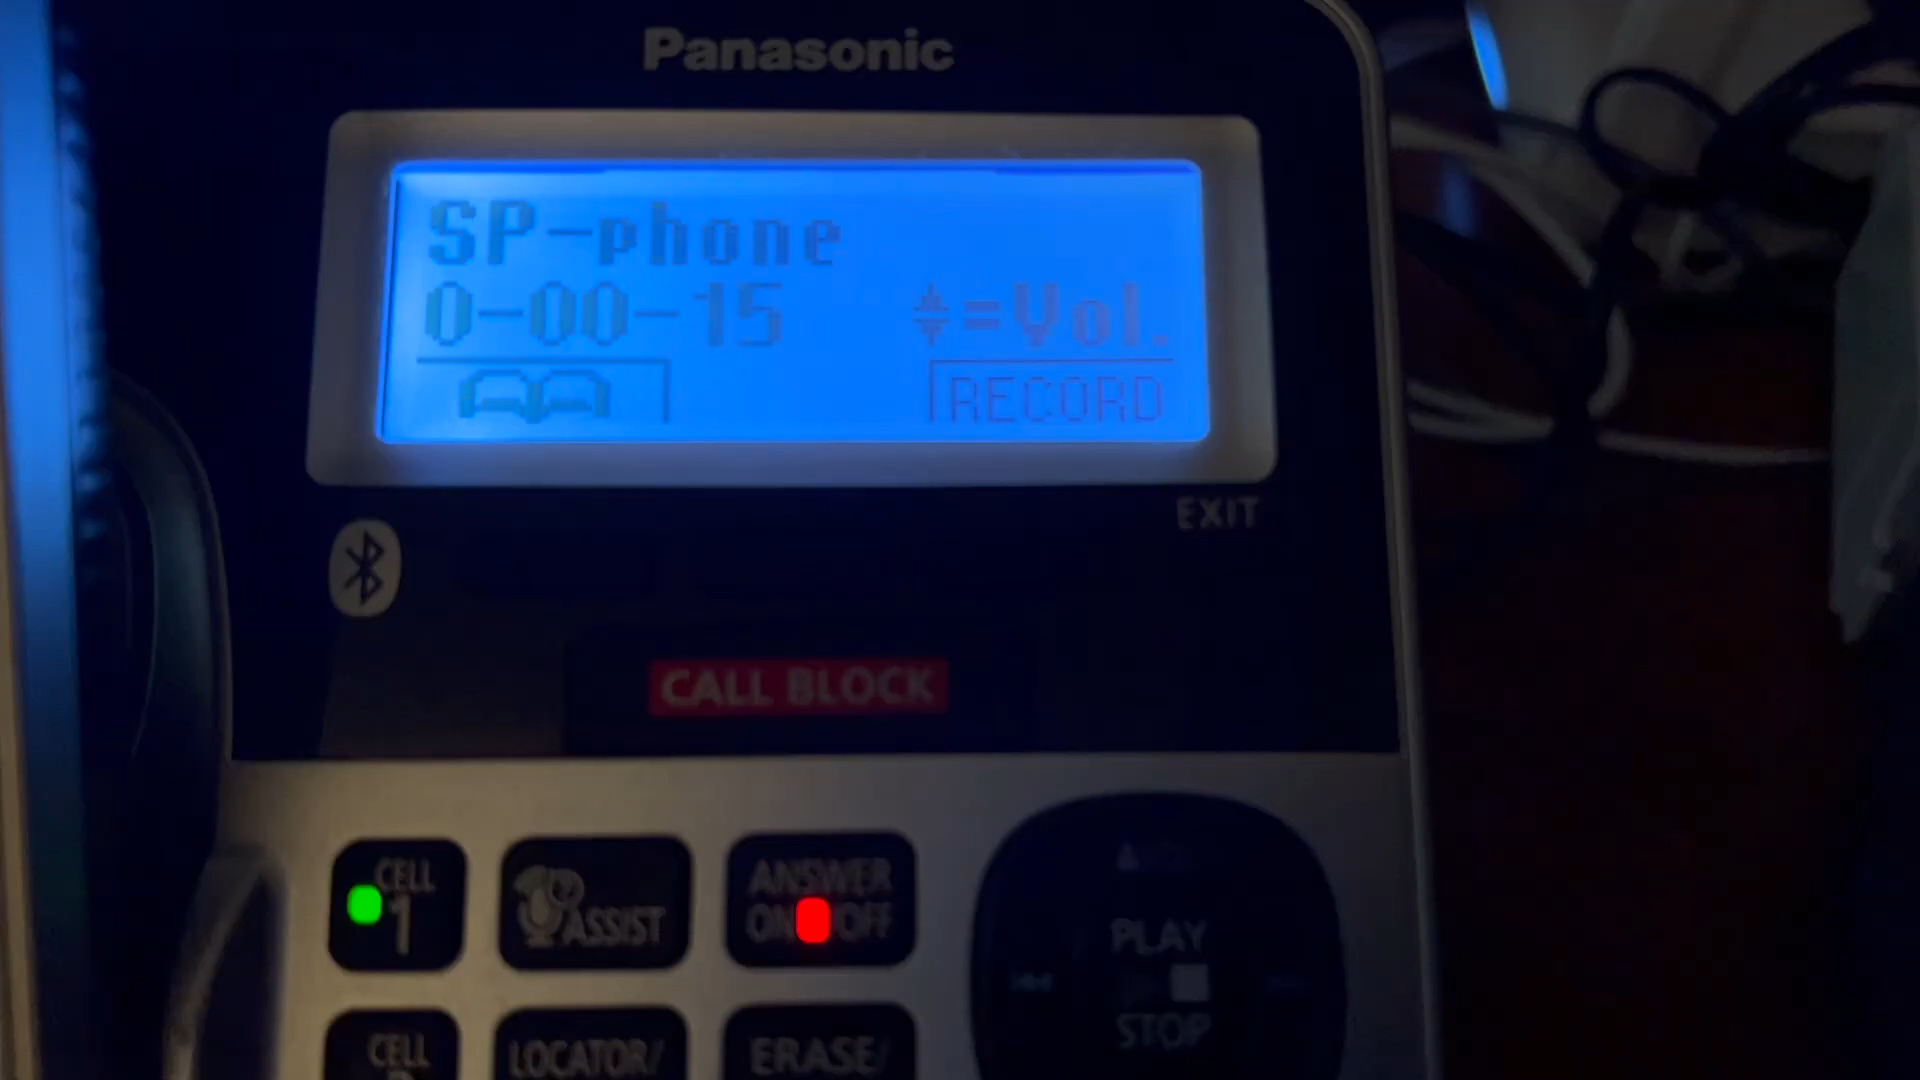 Panasonic
SP-phone
0-00-15 =Vol.
RECORD
EXIT
CALL BLOCK
CELL
1
ASSIST
ANSWER
ON OFF
PLAY
STOP
CELL
LOCATOR/
ERASE/